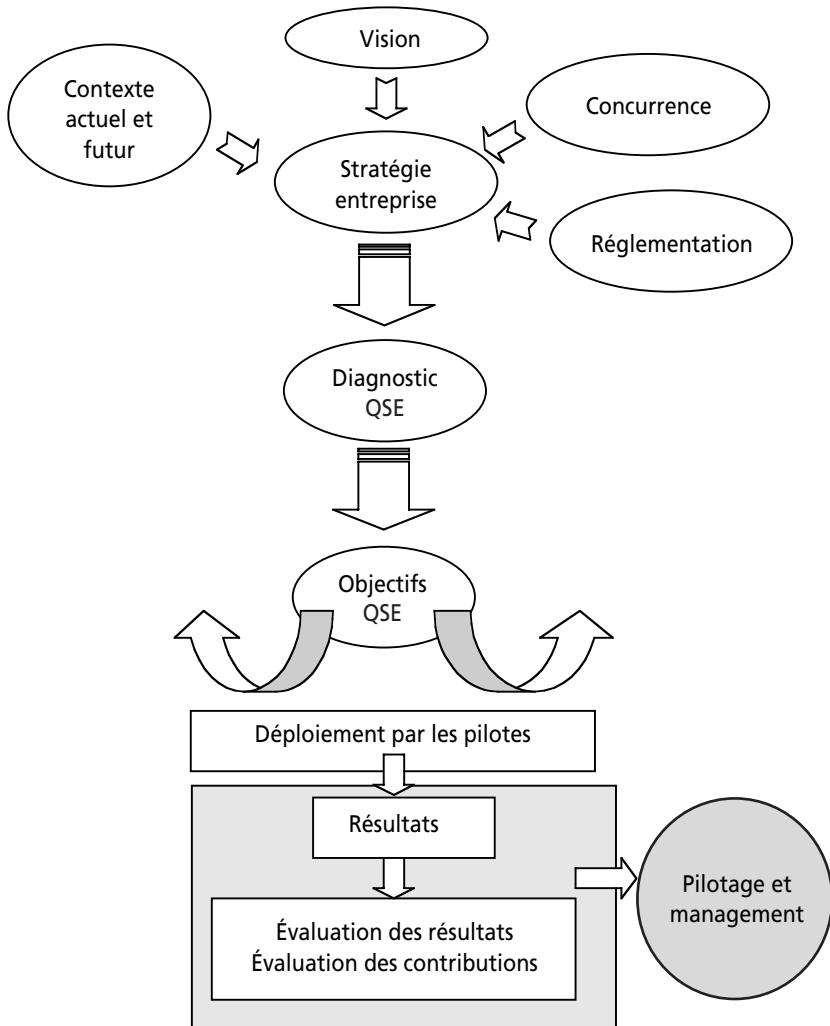 Vision
Contexte
actuel et
futur
Concurrence
Stratégie
entreprise
Réglementation
Diagnostic
QSE
Objectifs
QSE
Déploiement par les pilotes
Résultats
Pilotage et
management
Évaluation des résultats
Évaluation des contributions